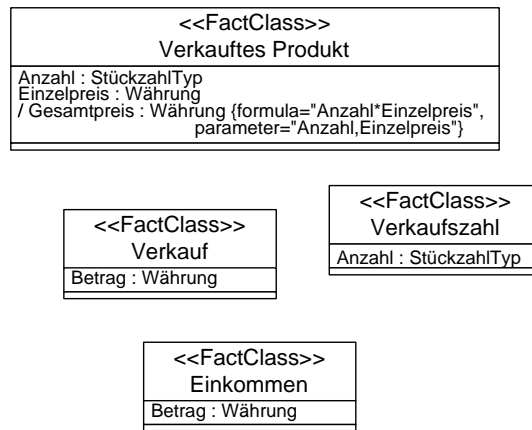 <<FactClass>>
Verkauftes Produkt
Anzahl : StückzahlTyp
Einzelpreis : Währung
/ Gesamtpreis : Währung {formula="Anzahl*Einzelpreis",
parameter="Anzahl,Einzelpreis"}
<<FactClass>>
Verkauf
Betrag : Währung
<<FactClass>>
Verkaufszahl
Anzahl : StückzahlTyp
<<FactClass>>
Einkommen
Betrag : Währung